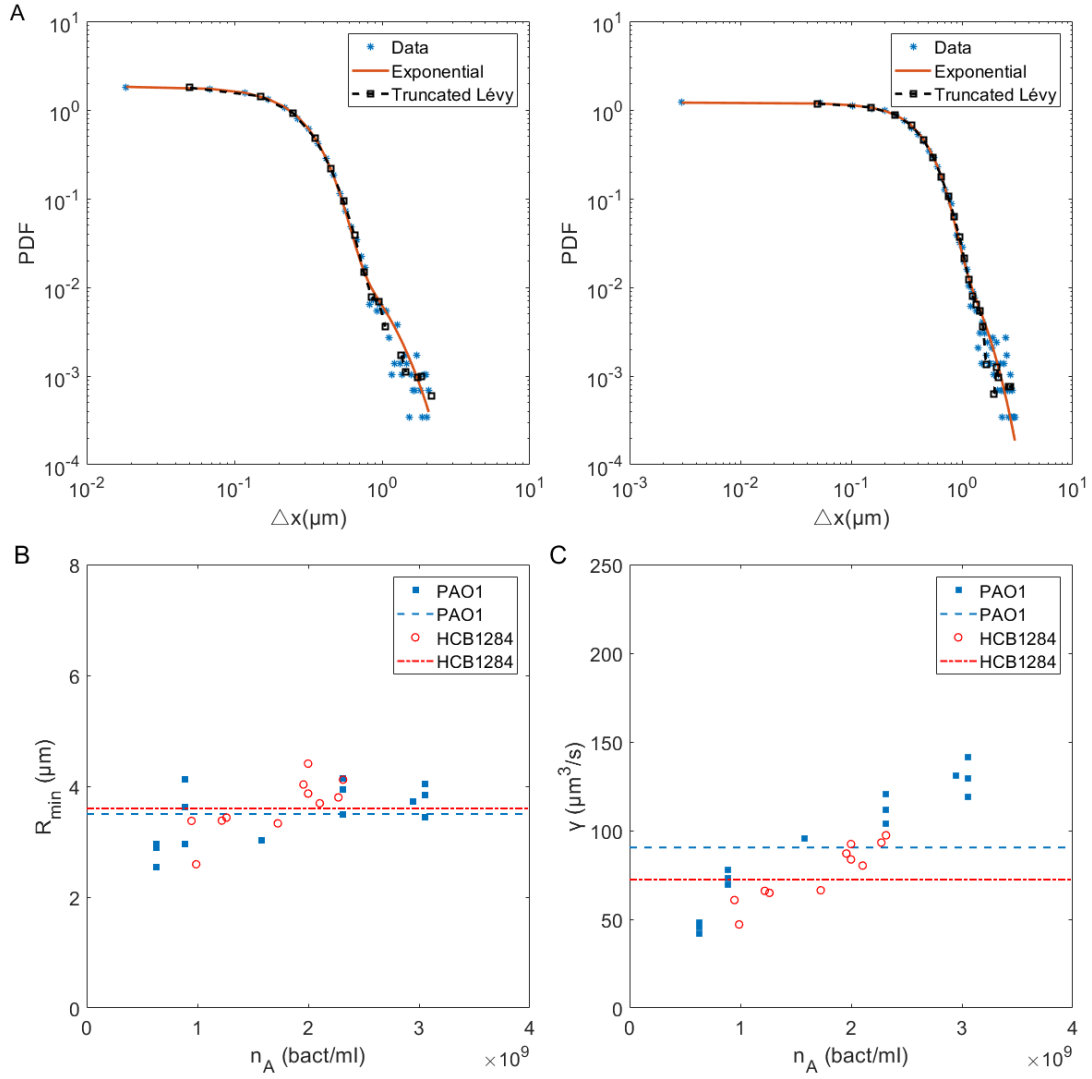 A
10^1
10^0
10^-1
10^-2
10^-3
10^-4
PDF
10^-2
10^-1
10^0
10^1
△x(μm)
Data
Exponential
Truncated Lévy
10^1
10^0
10^-1
10^-2
10^-3
10^-4
PDF
10^-3
10^-2
10^-1
10^0
10^1
△x(μm)
Data
Exponential
Truncated Lévy
B
8
6
4
2
0
R_min (μm)
0 1 2 3 4
n_A (bact/ml)
×10^9
PAO1
PAO1
HCB1284
HCB1284
C
250
200
150
100
50
0
γ (μm^3/s)
0 1 2 3 4
n_A (bact/ml)
×10^9
PAO1
PAO1
HCB1284
HCB1284